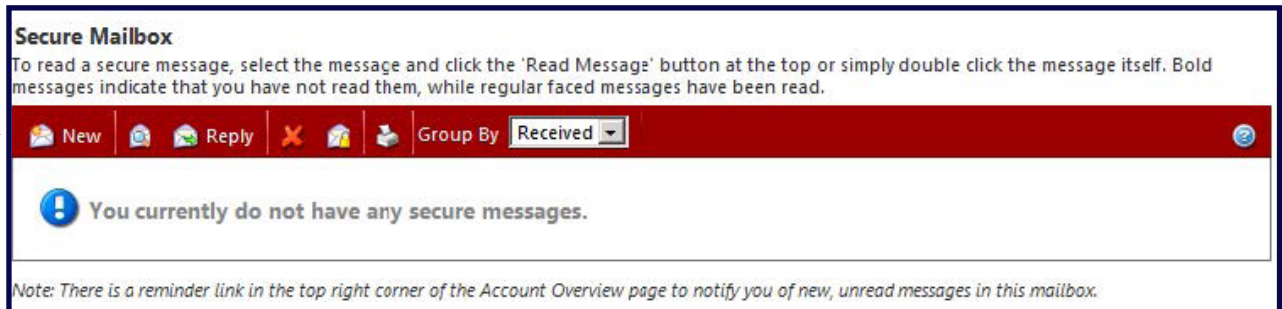 Secure Mailbox
To read a secure message, select the message and click the 'Read Message' button at the top or simply double click the message itself. Bold
messages indicate that you have not read them, while regular faced messages have been read.
New Reply Group By Received
You currently do not have any secure messages.
Note: There is a reminder link in the top right corner of the Account Overview page to notify you of new, unread messages in this mailbox.